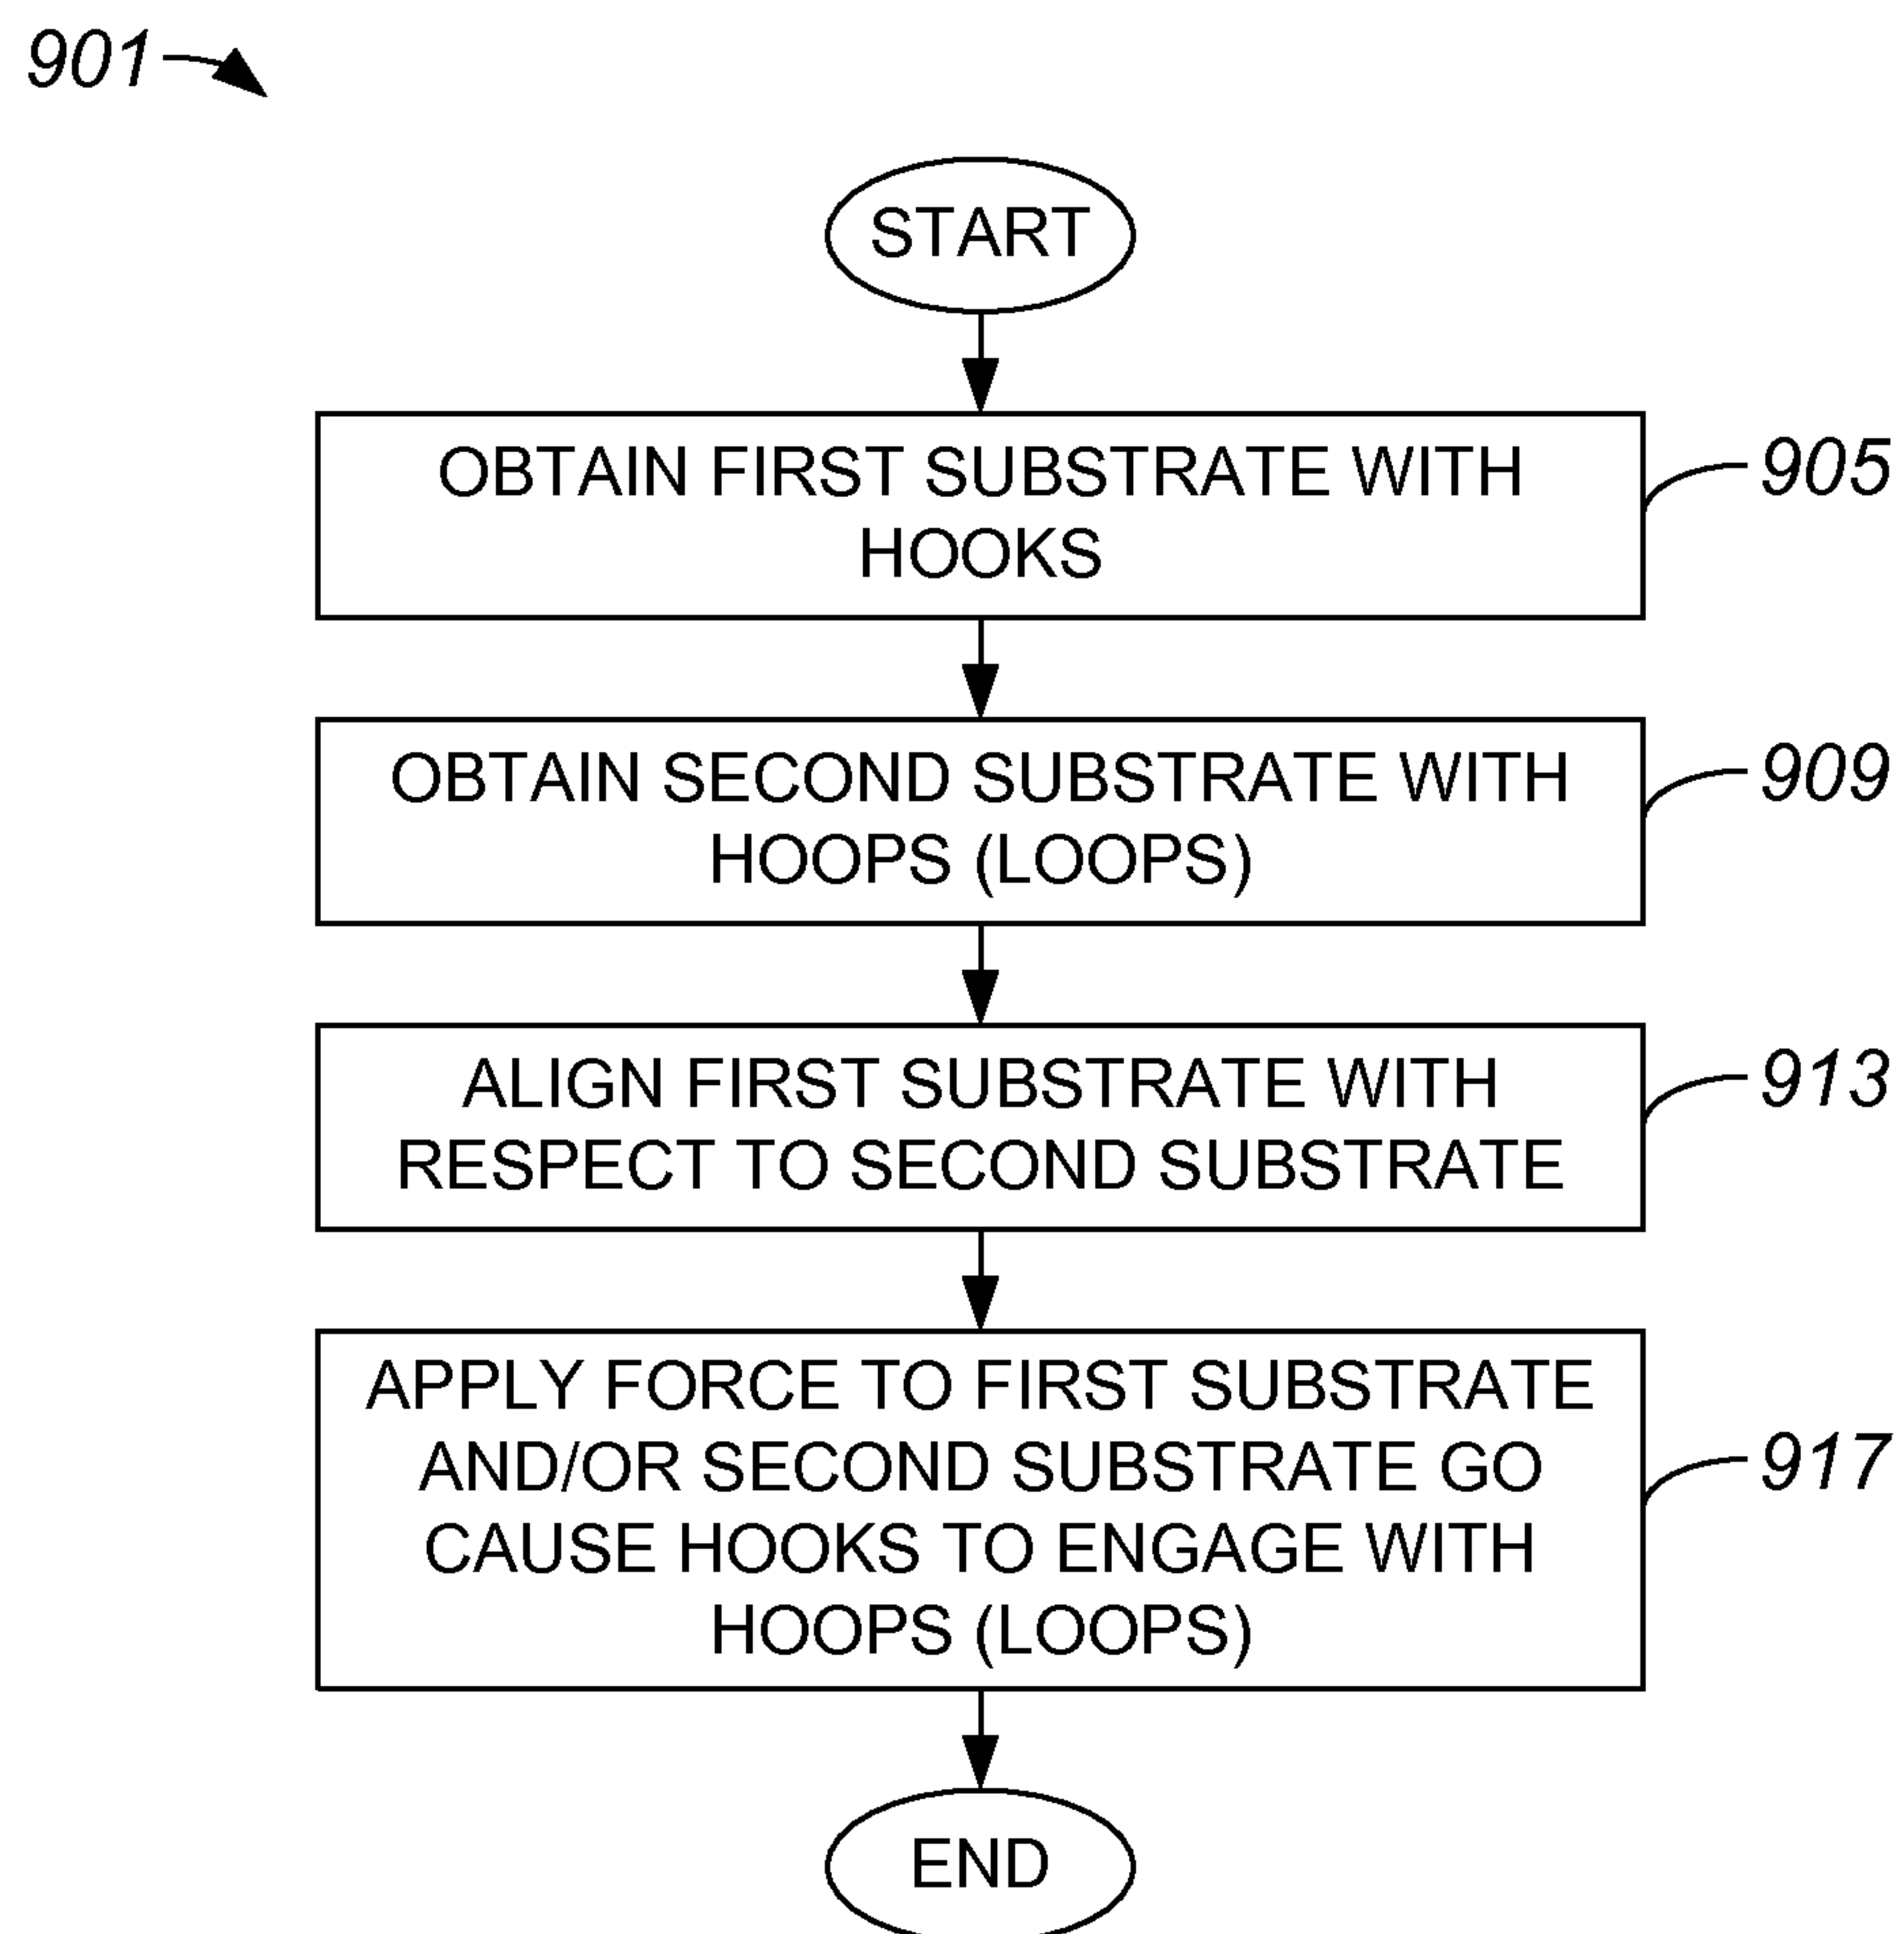 901
START
OBTAIN FIRST SUBSTRATE WITH
HOOKS
905
OBTAIN SECOND SUBSTRATE WITH
HOOPS (LOOPS)
909
ALIGN FIRST SUBSTRATE WITH
RESPECT TO SECOND SUBSTRATE
913
APPLY FORCE TO FIRST SUBSTRATE
AND/OR SECOND SUBSTRATE GO
CAUSE HOOKS TO ENGAGE WITH
HOOPS (LOOPS)
917
END